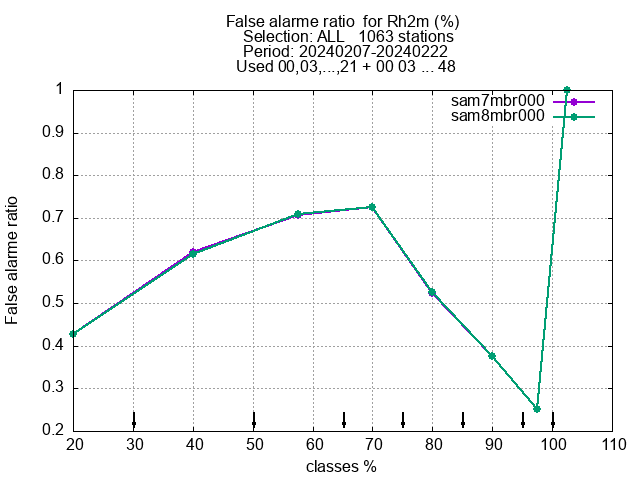 False alarme ratio  for Rh2m (%)
Selection: ALL   1063 stations
Period: 20240207-20240222
Used 00,03,...,21 + 00 03 ... 48
sam7mbr000
sam8mbr000
1
0.9
0.8
0.7
0.6
0.5
0.4
0.3
0.2
False alarme ratio
20 30 40 50 60 70 80 90 100 110
classes %